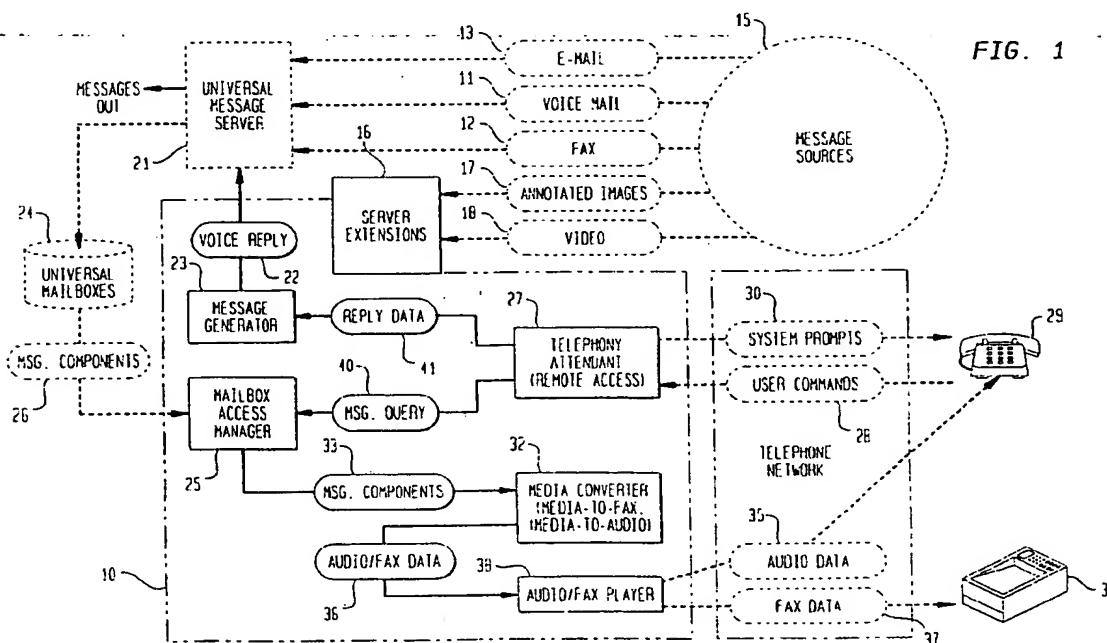 FIG. 1
13
E-MAIL
15
MESSAGES
OUT
UNIVERSAL
MESSAGE
SERVER
21
11
VOICE MAIL
12
FAX
MESSAGE
SOURCES
16
17
ANNOTATED IMAGES
SERVER
EXTENSIONS
18
VIDEO
24
UNIVERSAL
MAILBOXES
VOICE REPLY
22
23
MESSAGE
GENERATOR
REPLY DATA
41
27
TELEPHONY
ATTENDANT
(REMOTE ACCESS)
30
SYSTEM PROMPTS
29
USER COMMANDS
28
MSG. COMPONENTS
26
MAILBOX
ACCESS
MANAGER
25
40
MSG. QUERY
TELEPHONE
NETWORK
33
MSG. COMPONENTS
32
MEDIA CONVERTER
(MEDIA-TO-FAX,
(MEDIA-TO-AUDIO)
35
AUDIO DATA
10
AUDIO/FAX DATA
36
38
AUDIO/FAX PLAYER
FAX DATA
37